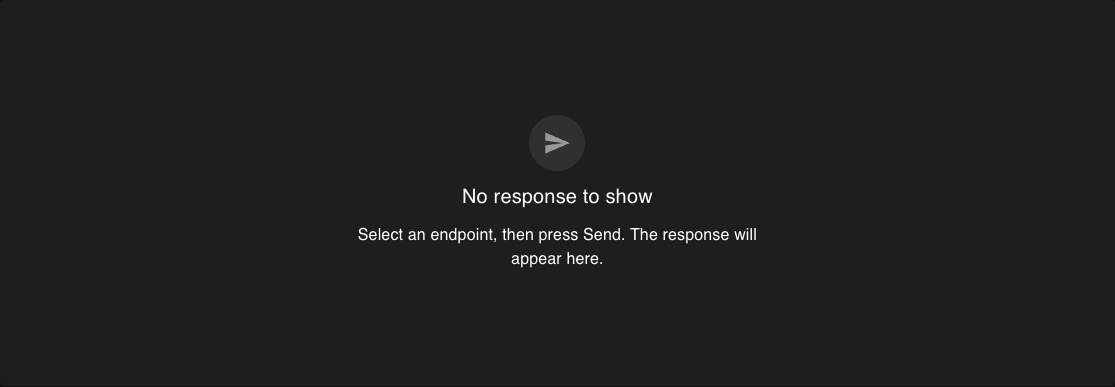 No response to show
Select an endpoint, then press Send. The response will
appear here.